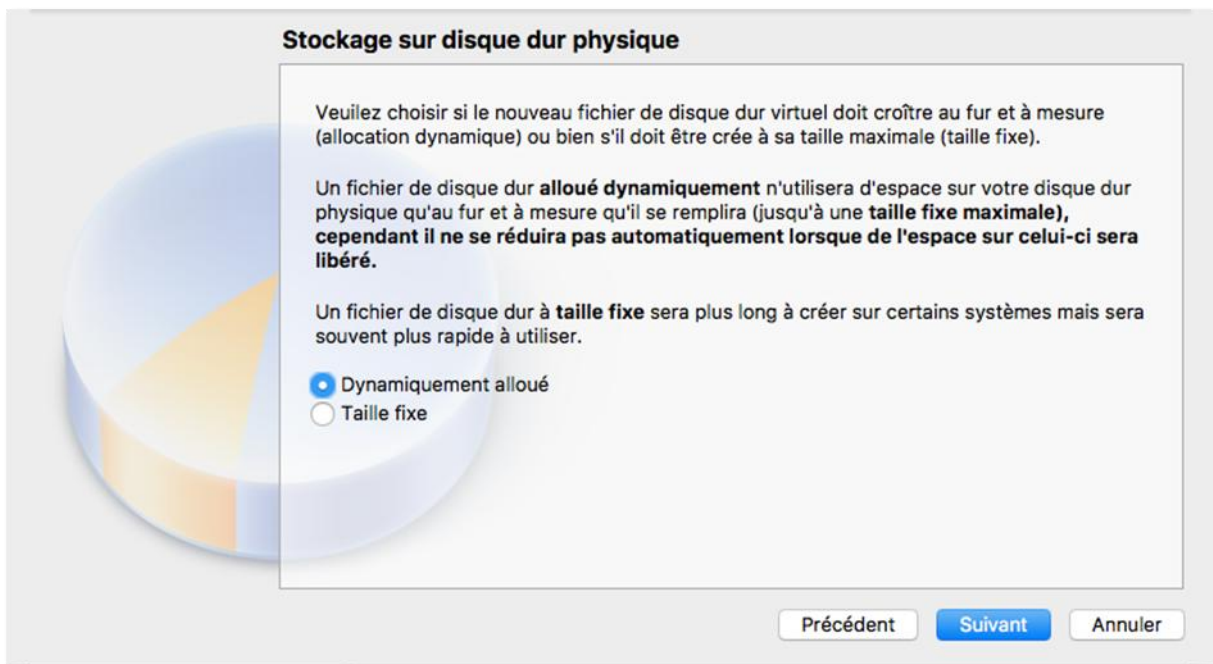 Stockage sur disque dur physique
Veuilez choisir si le nouveau fichier de disque dur virtuel doit croître au fur et à mesure
(allocation dynamique) ou bien s'il doit être crée à sa taille maximale (taille fixe).
Un fichier de disque dur alloué dynamiquement n'utilisera d'espace sur votre disque dur
physique qu'au fur et à mesure qu'il se remplira (jusqu'à une taille fixe maximale),
cependant il ne se réduira pas automatiquement lorsque de l'espace sur celui-ci sera
libéré.
Un fichier de disque dur à taille fixe sera plus long à créer sur certains systèmes mais sera
souvent plus rapide à utiliser.
Dynamiquement alloué
Taille fixe
Précédent Suivant Annuler